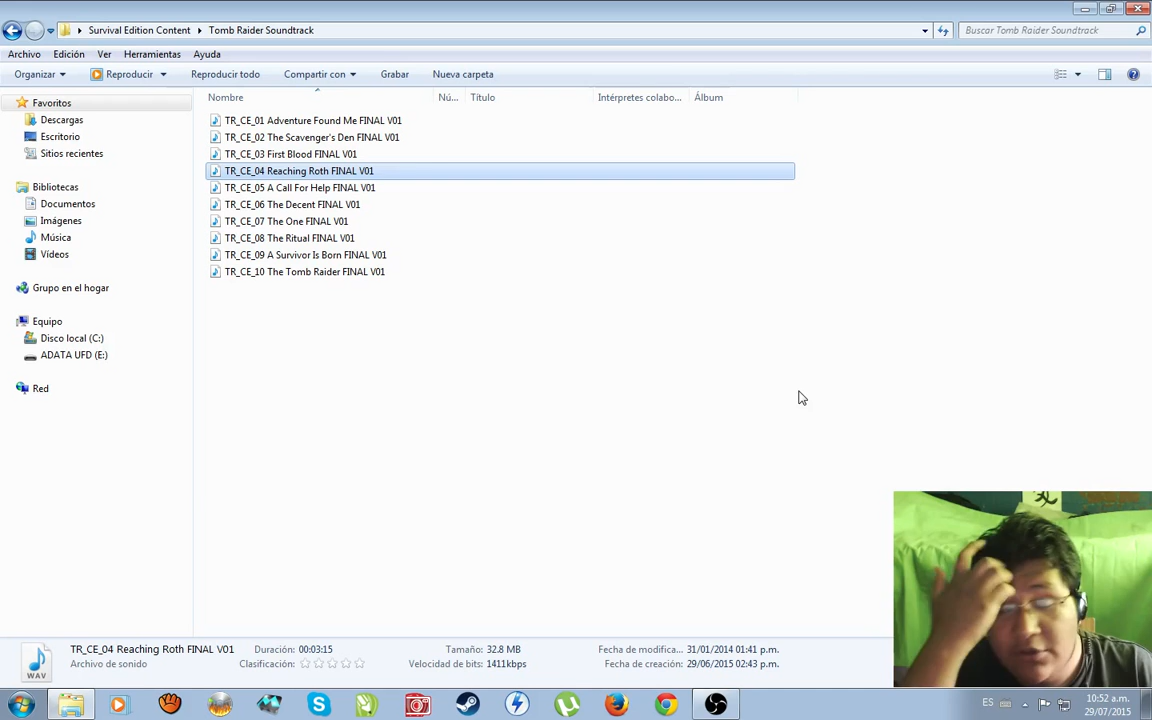 Survival Edition Content
Tomb Raider Soundtrack
Buscar Tomb Raider Soundtrack
Archivo Edición Ver Herramientas Ayuda
Organizar Reproducir Reproducir todo Compartir con Grabar Nueva carpeta
Favoritos
Descargas
Escritorio
Sitios recientes
Bibliotecas
Documentos
Imágenes
Música
Vídeos
Grupo en el hogar
Equipo
Disco local (C:)
ADATA UFD (E:)
Red
Nombre Nú... Título Intérpretes colabo... Álbum
TR_CE_01 Adventure Found Me FINAL V01
TR_CE_02 The Scavenger's Den FINAL V01
TR_CE_03 First Blood FINAL V01
TR_CE_04 Reaching Roth FINAL V01
TR_CE_05 A Call For Help FINAL V01
TR_CE_06 The Decent FINAL V01
TR_CE_07 The One FINAL V01
TR_CE_08 The Ritual FINAL V01
TR_CE_09 A Survivor Is Born FINAL V01
TR_CE_10 The Tomb Raider FINAL V01
WAV
TR_CE_04 Reaching Roth FINAL V01 Duración: 00:03:15 Tamaño: 32.8 MB Fecha de modifica... 31/01/2014 01:41 p.m.
Archivo de sonido Clasificación: Velocidad de bits: 1411kbps Fecha de creación: 29/06/2015 02:43 p.m.
ES
10:52 a.m.
29/07/2015